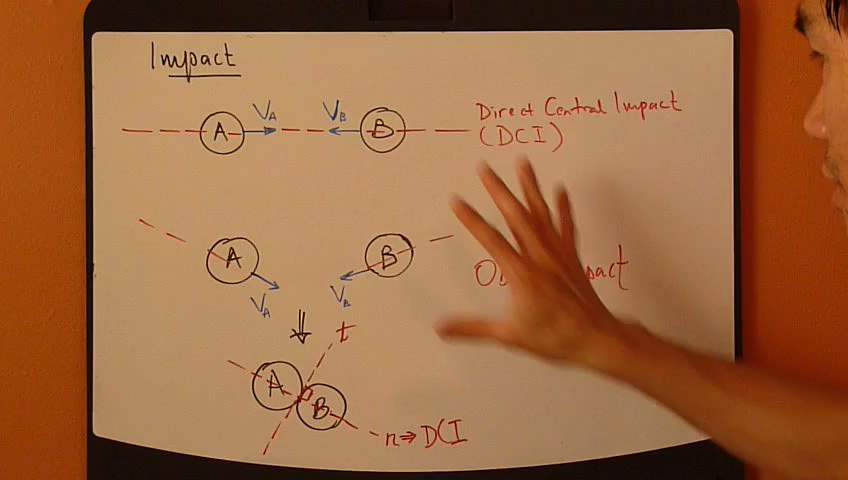 Impact
A VA VB B Direct Central Impact
(DCI)
A B
VA VB
t
A B
n⇒DCI